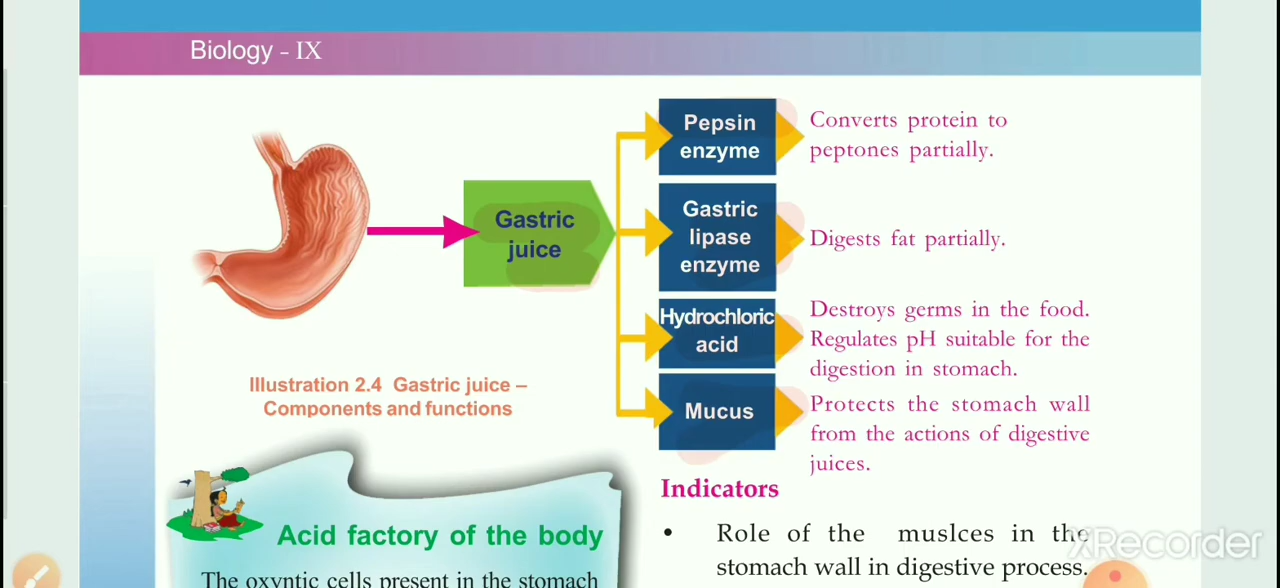 Biology - IX
Pepsin
enzyme
Converts protein to
peptones partially.
Gastric
juice
Gastric
lipase
enzyme
Digests fat partially.
Hydrochloric
acid
Destroys germs in the food.
Regulates pH suitable for the
digestion in stomach.
Mucus
Protects the stomach wall
from the actions of digestive
juices.
Illustration 2.4 Gastric juice –
Components and functions
Acid factory of the body
The oxyntic cells present in the stomach
Indicators
• Role of the muslces in the
stomach wall in digestive process.
XRecorder